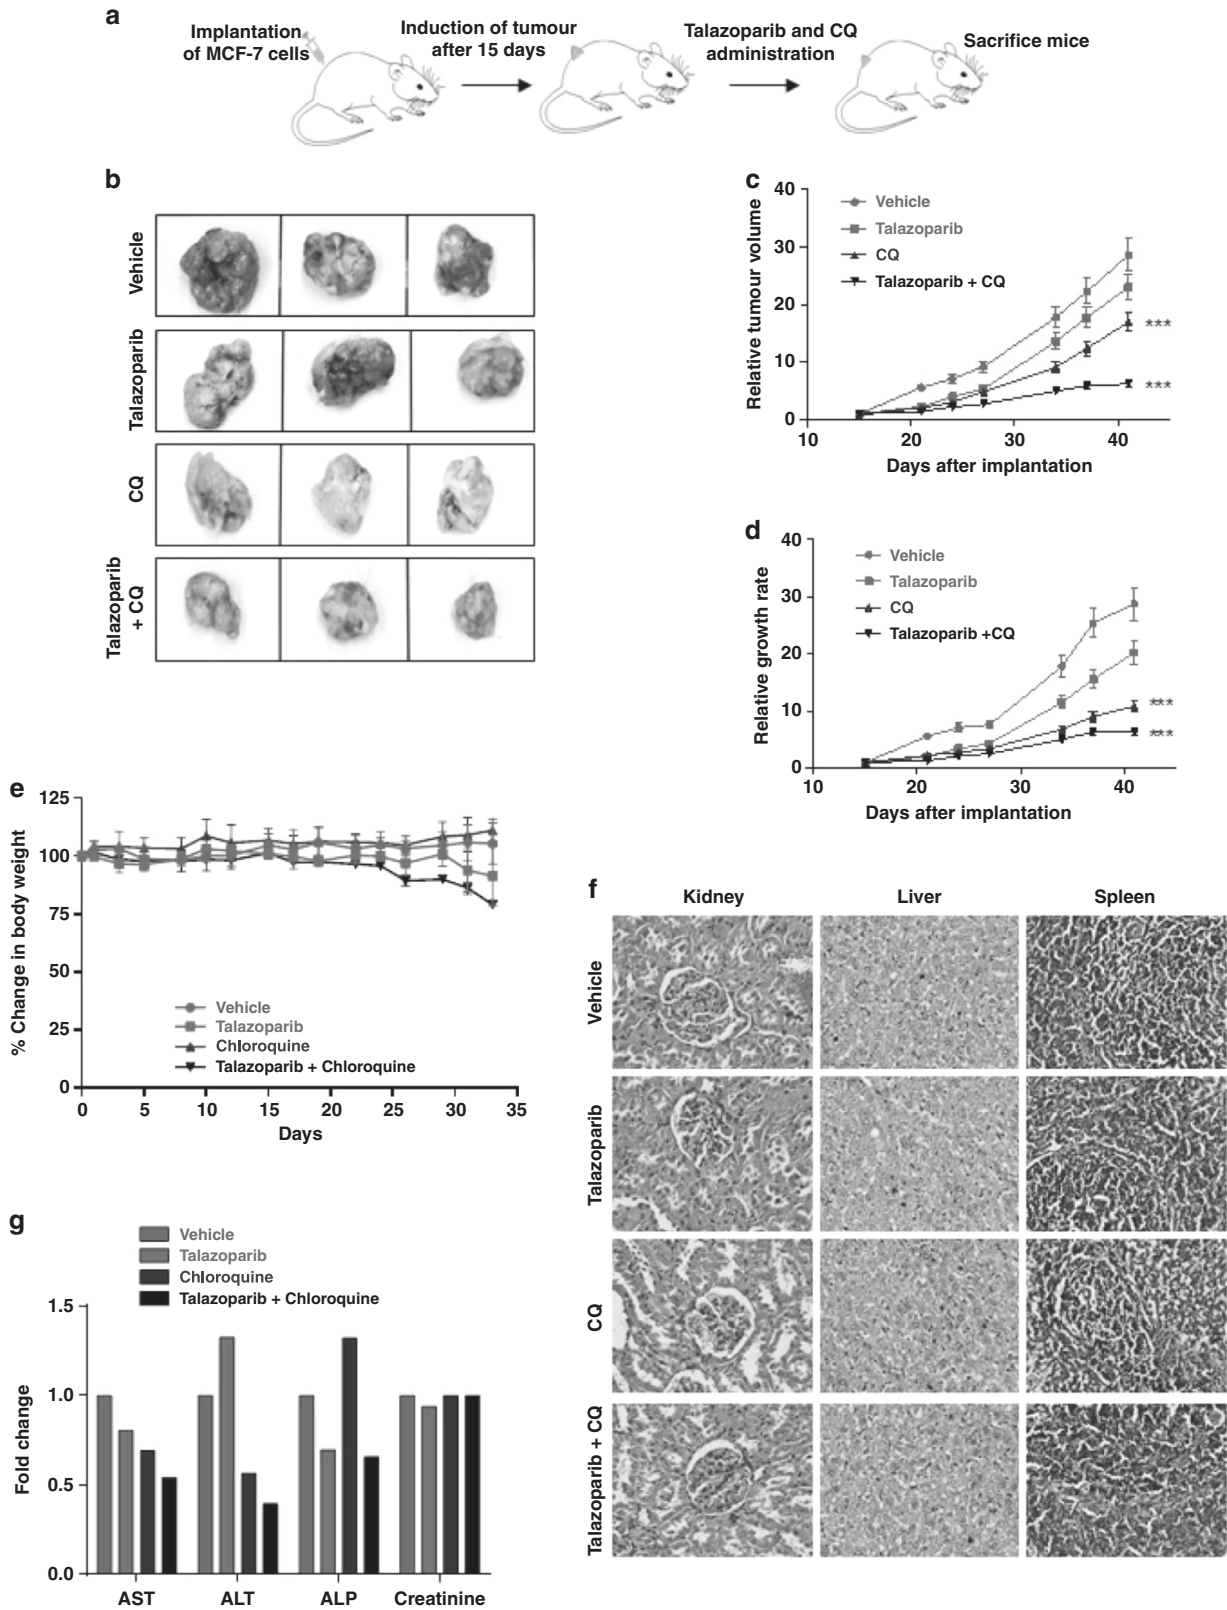 a
Implantation
of MCF-7 cells
Induction of tumour
after 15 days
Talazoparib and CQ
administration
Sacrifice mice
b
Vehicle
Talazoparib
CQ
Talazoparib
+ CQ
c
40
30
20
10
0
10
20
30
40
Relative tumour volume
Days after implantation
Vehicle
Talazoparib
CQ
Talazoparib + CQ
***
***
d
40
30
20
10
0
10
20
30
40
Relative growth rate
Days after implantation
Vehicle
Talazoparib
CQ
Talazoparib +CQ
***
***
e
125
100
75
50
25
0
0
5
10
15
20
25
30
35
% Change in body weight
Days
Vehicle
Talazoparib
Chloroquine
Talazoparib + Chloroquine
f
Kidney
Liver
Spleen
Vehicle
Talazoparib
CQ
Talazoparib + CQ
g
Vehicle
Talazoparib
Chloroquine
Talazoparib + Chloroquine
1.5
1.0
0.5
0.0
Fold change
AST
ALT
ALP
Creatinine